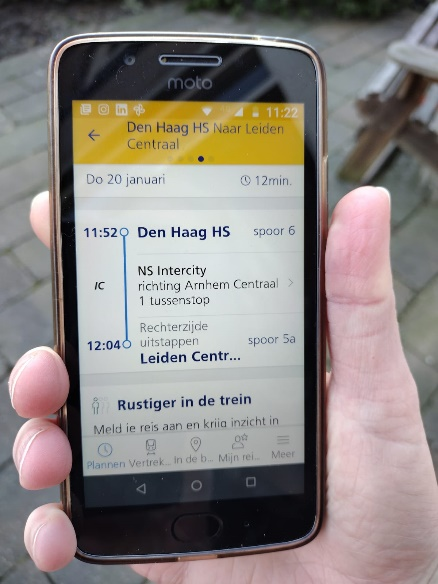 moto
11:22
Den Haag HS Naar Leiden
Centraal
Do 20 januari
12min.
11:52
Den Haag HS
spoor 6
IC
NS Intercity
richting Arnhem Centraal
1 tussenstop
Rechterzijde
uitstappen
spoor 5a
12:04
Leiden Centr...
Rustiger in de trein
Meld je reis aan en krijg inzicht in
Plannen
Vertrek...
In de b...
Mijn rei...
Meer